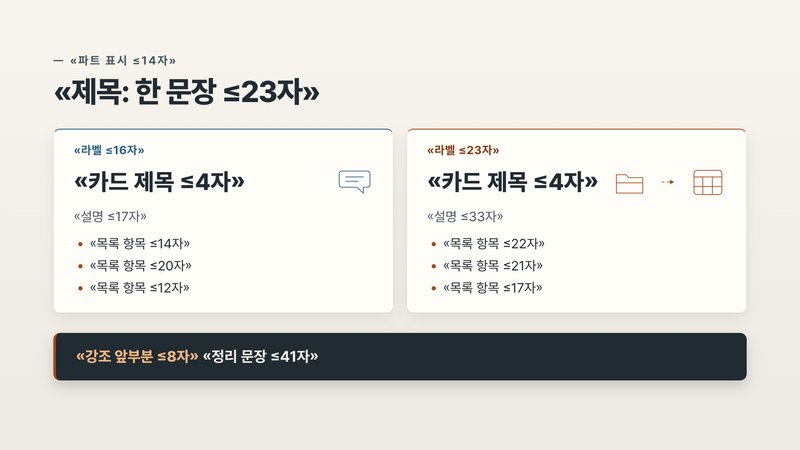 — «파트 표시 ≤14자»
«제목: 한 문장 ≤23자»
«라벨 ≤16자»
«카드 제목 ≤4자»
«설명 ≤17자»
• «목록 항목 ≤14자»
• «목록 항목 ≤20자»
• «목록 항목 ≤12자»
«라벨 ≤23자»
«카드 제목 ≤4자»
«설명 ≤33자»
• «목록 항목 ≤22자»
• «목록 항목 ≤21자»
• «목록 항목 ≤17자»
«강조 앞부분 ≤8자» «정리 문장 ≤41자»